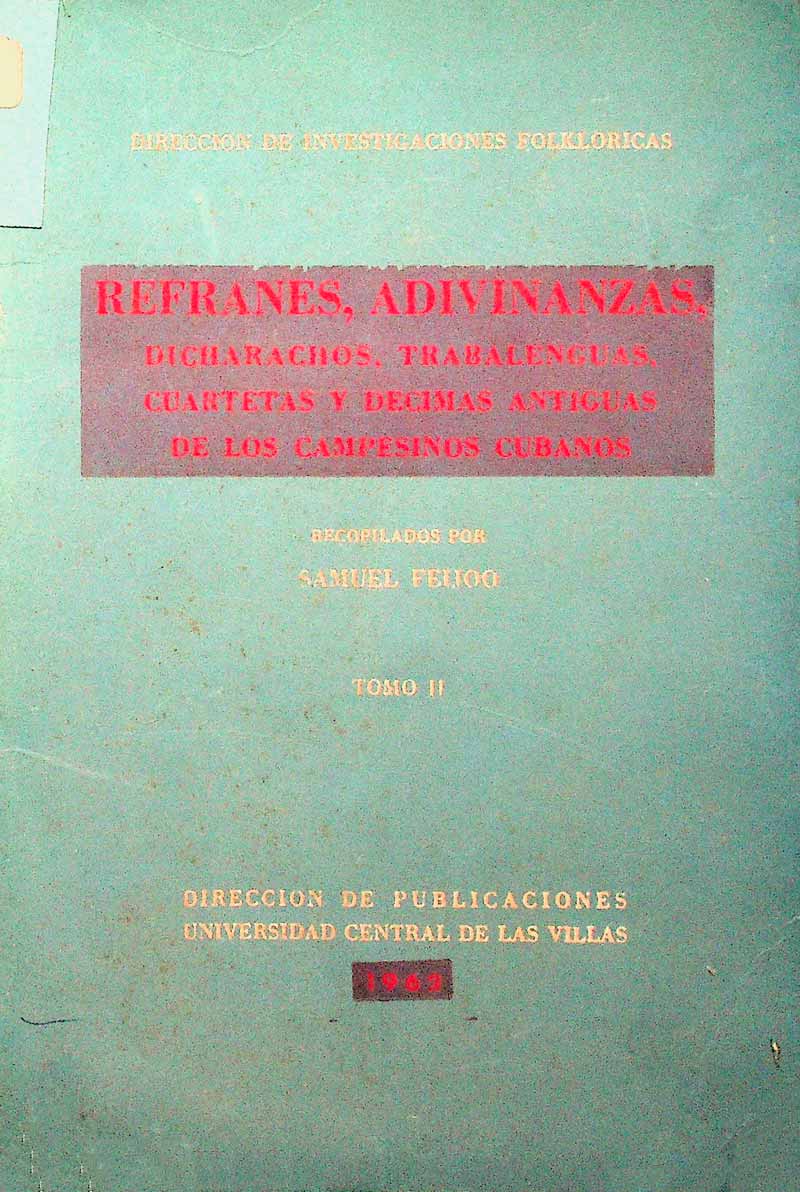 DIRECCION DE INVESTIGACIONES FOLKLORICAS
REFRANES, ADIVINANZAS,
DICHARACHOS, TRABALENGUAS,
CUARTETAS Y DECIMAS ANTIGUAS
DE LOS CAMPESINOS CUBANOS
RECOPILADOS POR
SAMUEL FEIJOO
TOMO II
DIRECCION DE PUBLICACIONES
UNIVERSIDAD CENTRAL DE LAS VILLAS